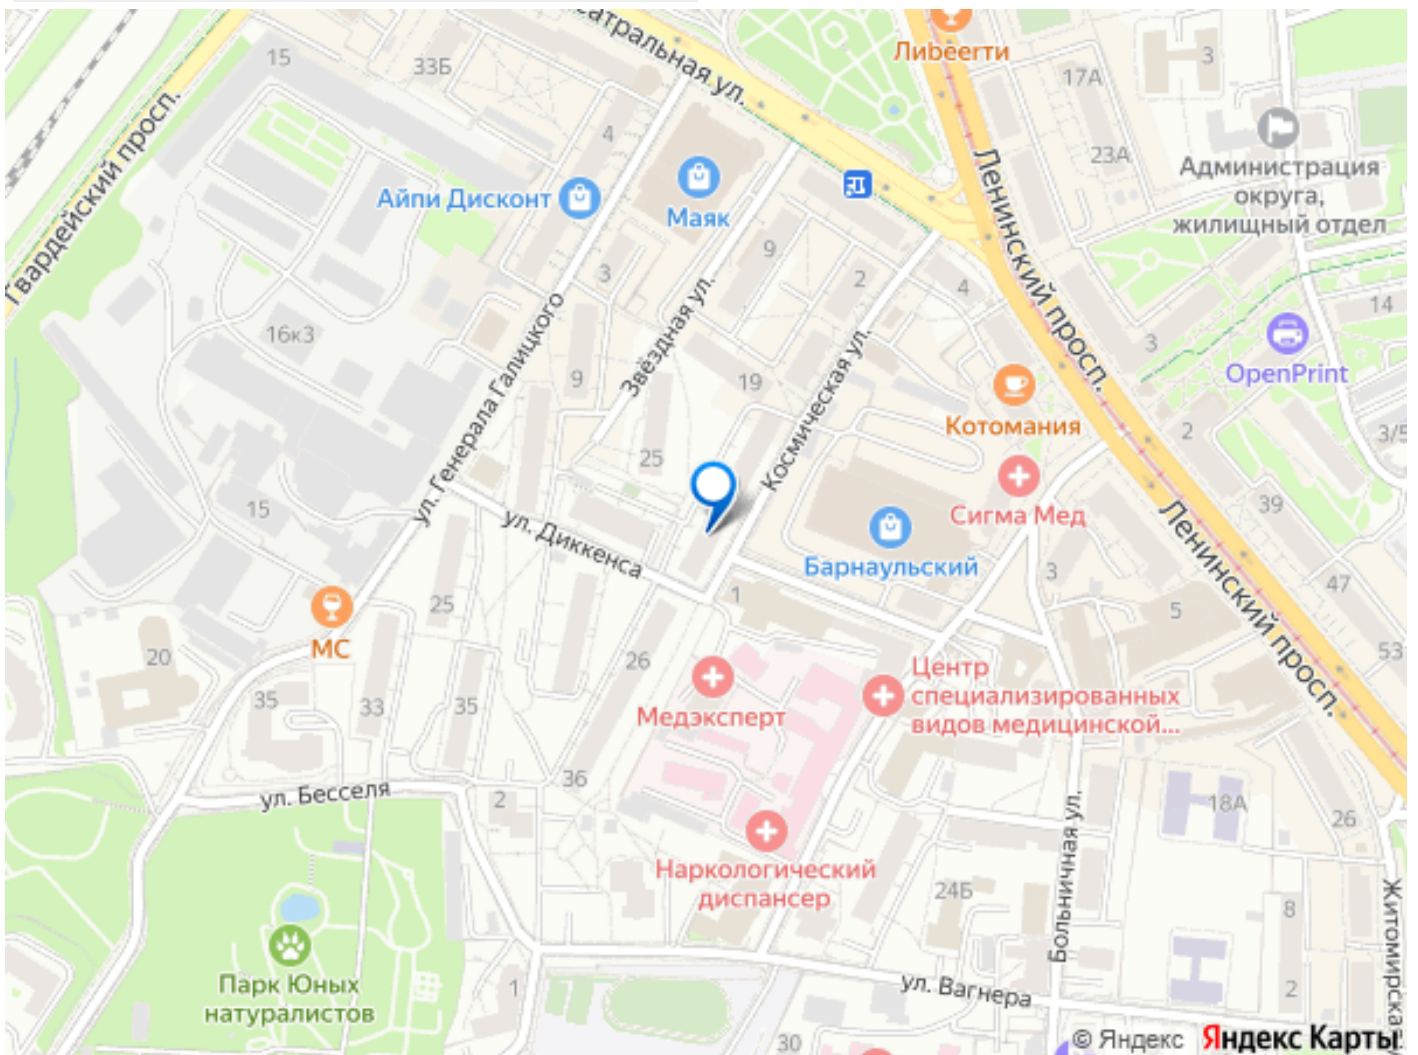 атральная ул.
Либеerти
15
33Б
17А
3
Гвардейский просп.
4
23А
Администрация
округа,
жилищный отдел
Ленинский просп.
Айпи Дисконт
Маяк
9
3
2
4
14
16к3
ул. Генерала Галицкого
Звёздная ул.
Космическая ул.
3
OpenPrint
9
19
Котомания
2
3/5
25
15
Сигма Мед
39
Ленинский просп.
ул. Диккенса
Барнаульский
3
47
25
1
5
МС
20
26
53
35
33
35
Медэксперт
Центр
специализированных
видов медицинской...
ул. Бесселя
36
2
18А
26
Наркологический
диспансер
24Б
Больничная ул.
8
Житомирска
Парк Юных
натуралистов
1
ул. Вагнера
2
30
© Яндекс Яндекс Карты